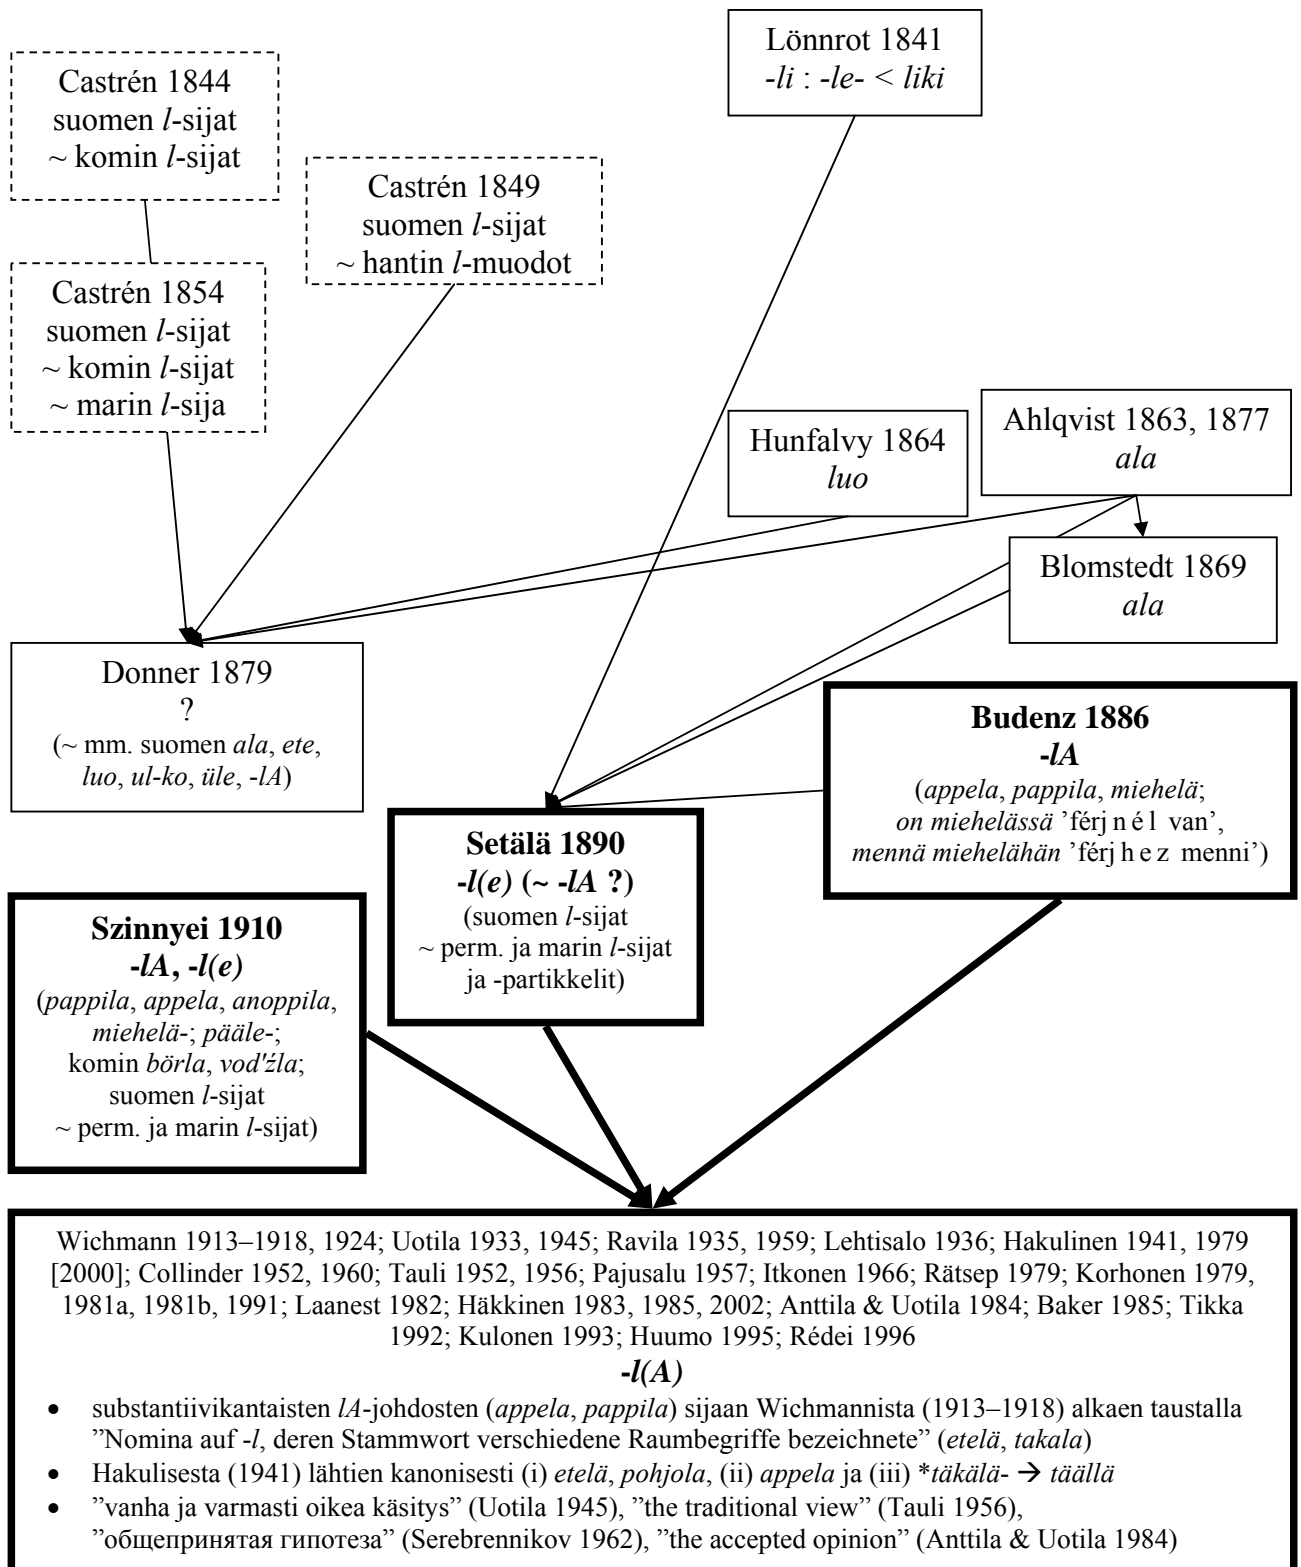 Lönnrot 1841
-li : -le- < liki
Castrén 1844
suomen l-sijat
~ komin l-sijat
Castrén 1849
suomen l-sijat
~ hantin l-muodot
Castrén 1854
suomen l-sijat
~ komin l-sijat
~ marin l-sija
Hunfalvy 1864
luo
Ahlqvist 1863, 1877
ala
Blomstedt 1869
ala
Donner 1879
?
(~ mm. suomen ala, ete,
luo, ul-ko, üle, -lA)
Budenz 1886
-lA
(appela, pappila, miehelä;
on miehelässä ’férj n é l van’,
mennä miehelähän ’férj h e z menni’)
Setälä 1890
-l(e) (~ -lA ?)
(suomen l-sijat
~ perm. ja marin l-sijat
ja -partikkelit)
Szinnyei 1910
-lA, -l(e)
(pappila, appela, anoppila,
miehelä-; pääle-;
komin börla, vod'źla;
suomen l-sijat
~ perm. ja marin l-sijat)
Wichmann 1913–1918, 1924; Uotila 1933, 1945; Ravila 1935, 1959; Lehtisalo 1936; Hakulinen 1941, 1979
[2000]; Collinder 1952, 1960; Tauli 1952, 1956; Pajusalu 1957; Itkonen 1966; Rätsep 1979; Korhonen 1979,
1981a, 1981b, 1991; Laanest 1982; Häkkinen 1983, 1985, 2002; Anttila & Uotila 1984; Baker 1985; Tikka
1992; Kulonen 1993; Huumo 1995; Rédei 1996
-l(A)
• substantiivikantaisten lA-johdosten (appela, pappila) sijaan Wichmannista (1913–1918) alkaen taustalla
”Nomina auf -l, deren Stammwort verschiedene Raumbegriffe bezeichnete” (etelä, takala)
• Hakulisesta (1941) lähtien kanonisesti (i) etelä, pohjola, (ii) appela ja (iii) *täkälä- → täällä
• ”vanha ja varmasti oikea käsitys” (Uotila 1945), ”the traditional view” (Tauli 1956),
”общепринятая гипотеза” (Serebrennikov 1962), ”the accepted opinion” (Anttila & Uotila 1984)